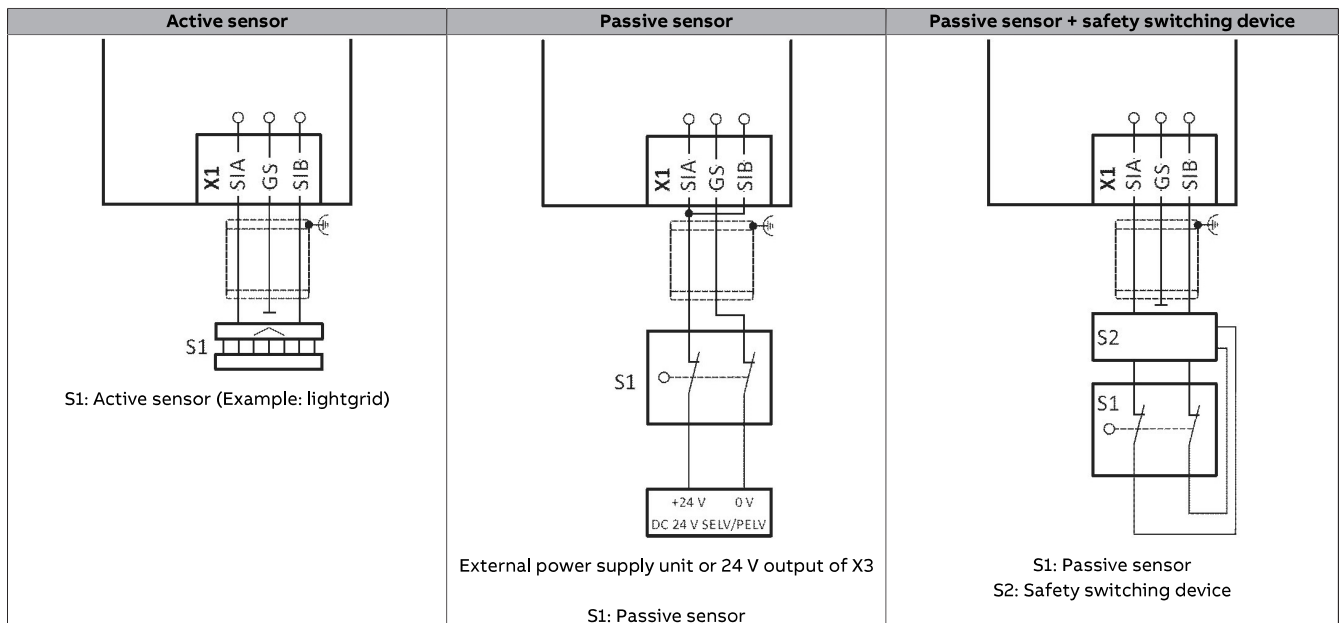 Active sensor
Passive sensor
Passive sensor + safety switching device
X1
SIA
GS
SIB
S1
S1: Active sensor (Example: lightgrid)
X1
SIA
GS
SIB
S1
+24 V 0 V
DC 24 V SELV/PELV
External power supply unit or 24 V output of X3
S1: Passive sensor
X1
SIA
GS
SIB
S2
S1
S1: Passive sensor
S2: Safety switching device